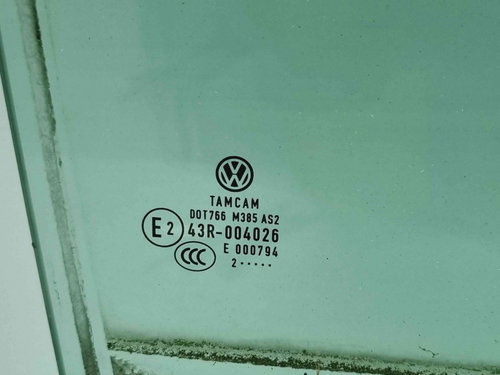 TAMCAM
DOT766 M385 AS2
E2 43R-004026
E 000794
CCC
2•••••